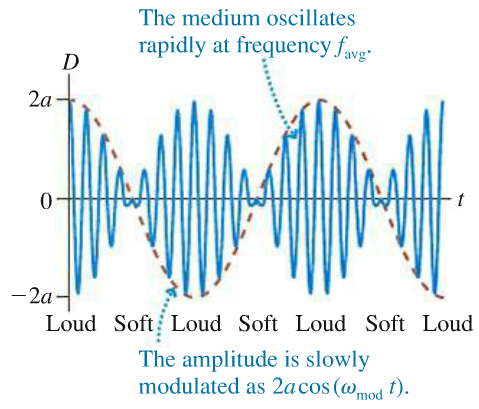 The medium oscillates
rapidly at frequency f_avg.
D
2a
0
t
−2a
Loud Soft Loud Soft Loud Soft Loud
The amplitude is slowly
modulated as 2a cos (ω_mod t).